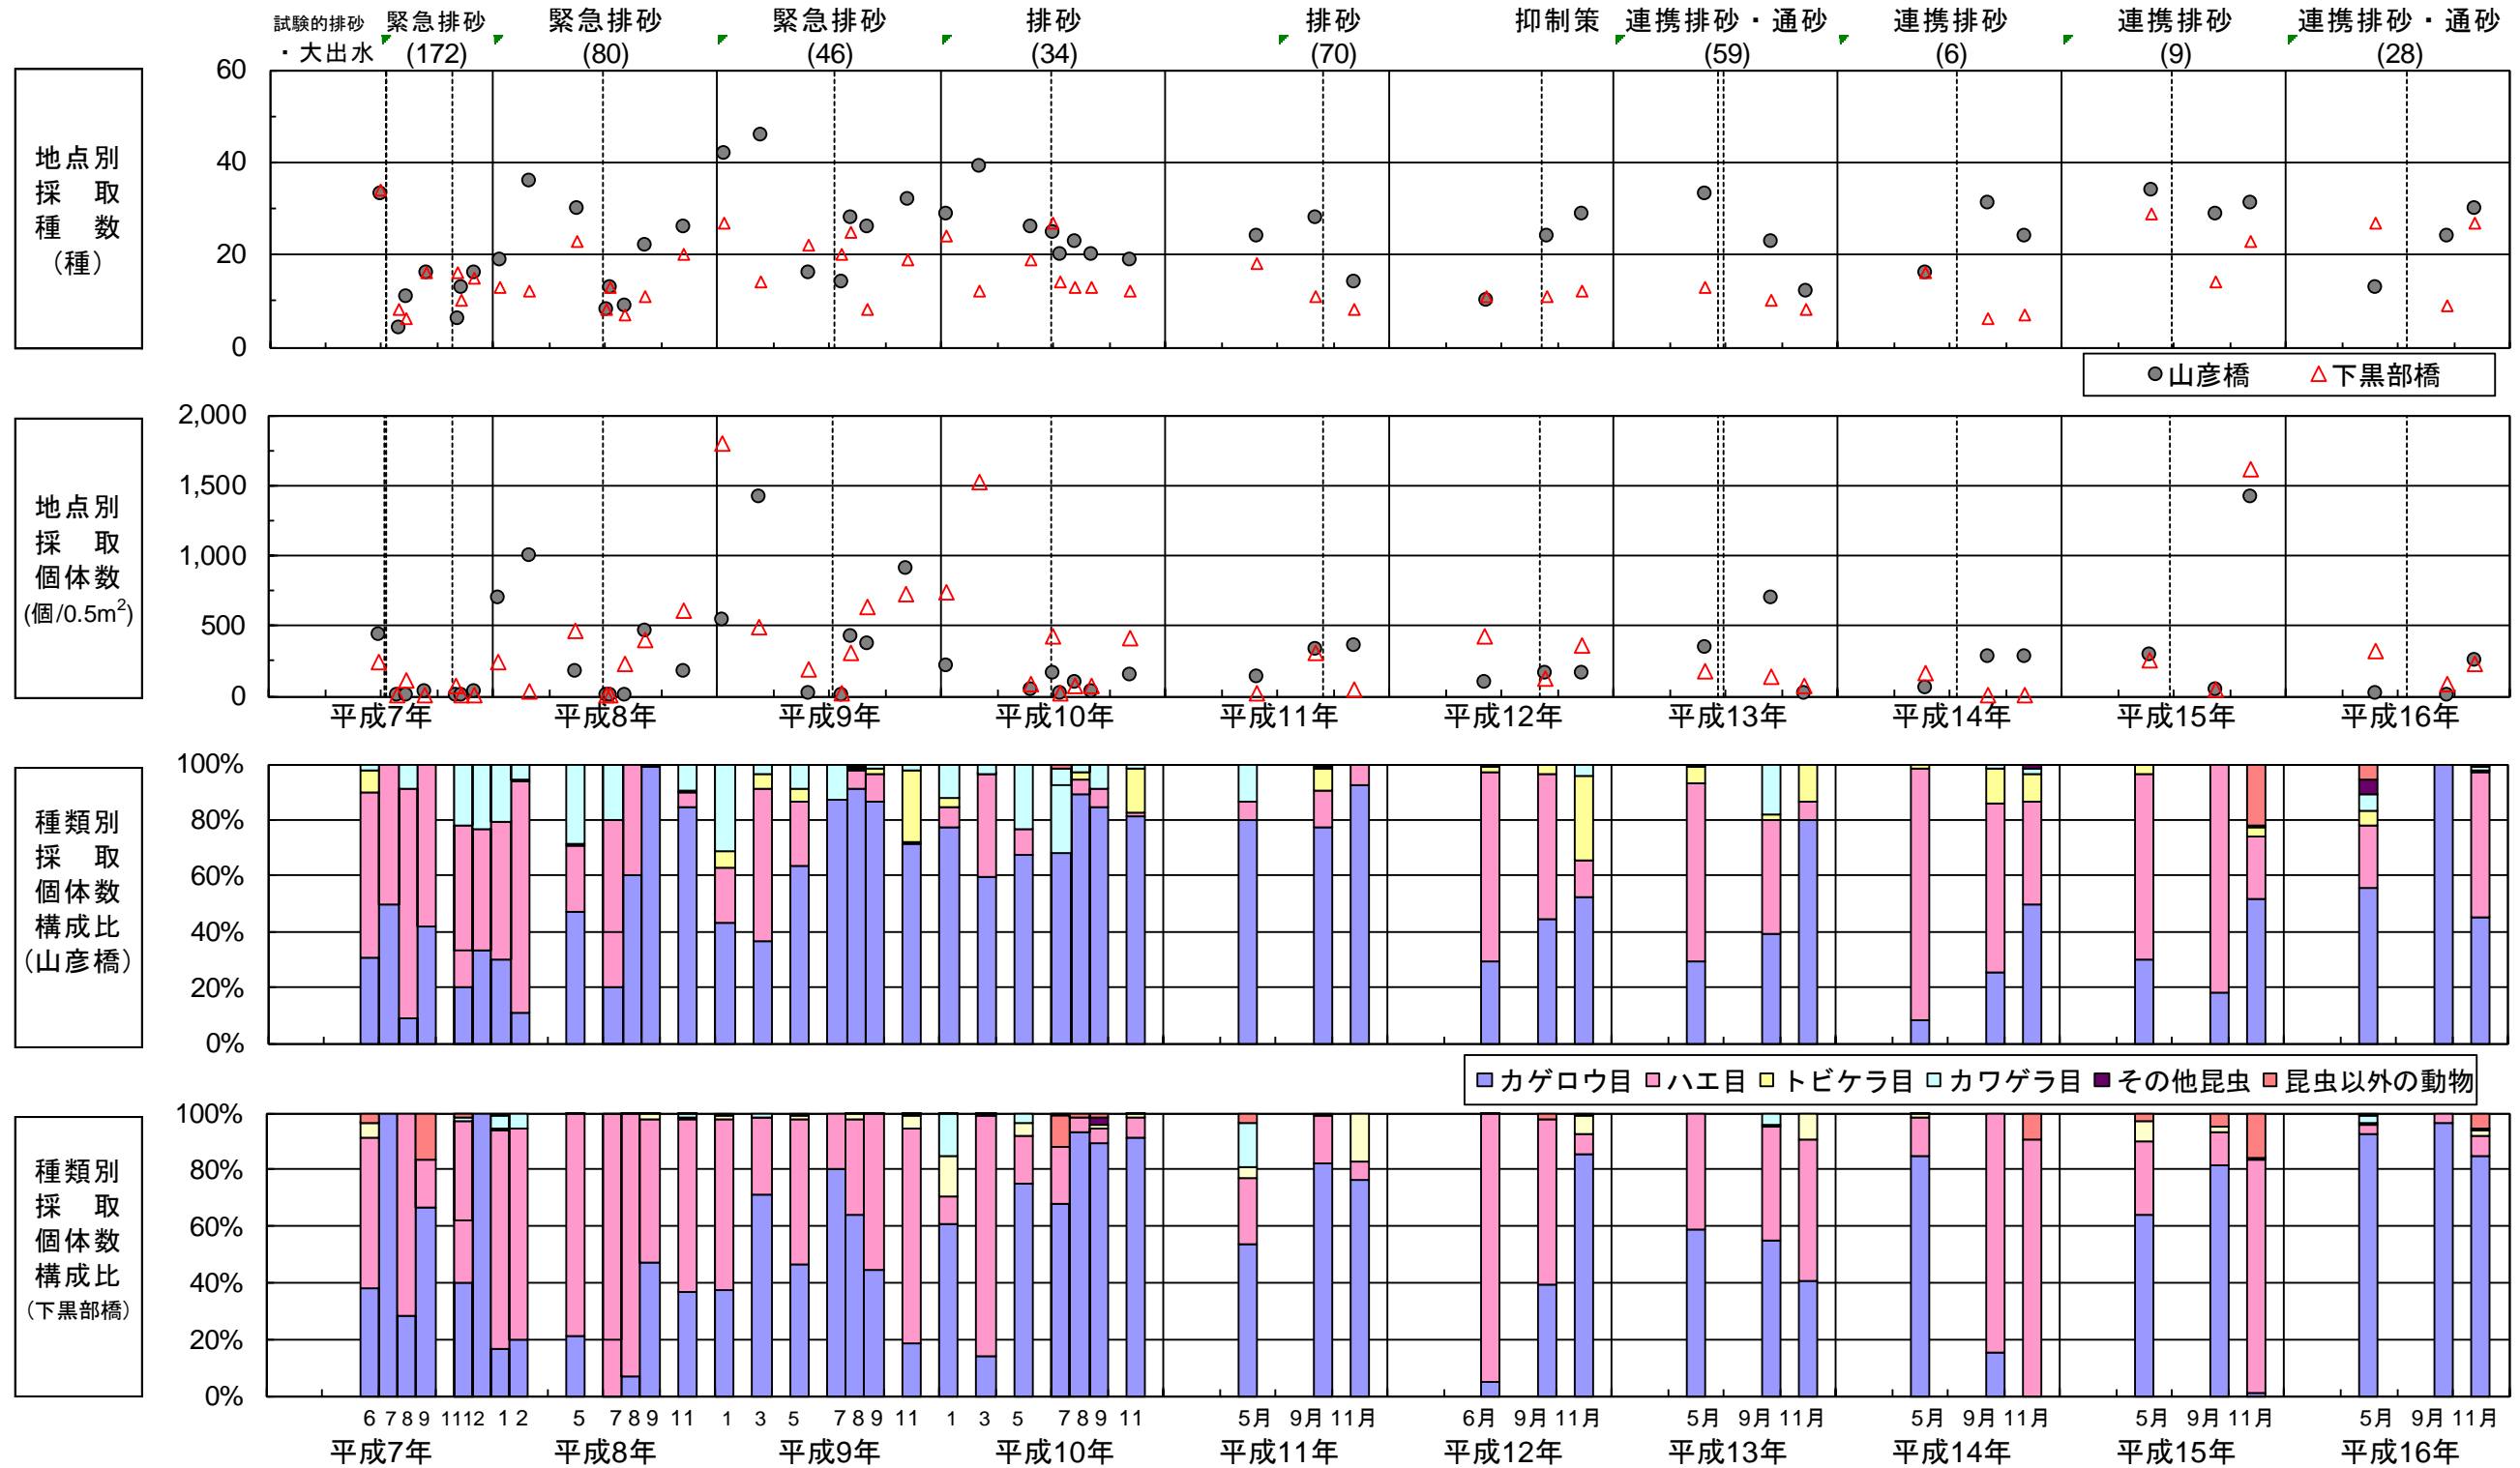 試験的排砂 緊急排砂 緊急排砂 緊急排砂 排砂 排砂 抑制策 連携排砂・通砂 連携排砂 連携排砂 連携排砂・通砂
・大出水 (172) (80) (46) (34) (70) (59) (6) (9) (28)
地点別
採 取
種 数
(種)
60
40
20
0
山彦橋 下黒部橋
地点別
採 取
個体数
(個/0.5m2)
2,000
1,500
1,000
500
0
平成7年 平成8年 平成9年 平成10年 平成11年 平成12年 平成13年 平成14年 平成15年 平成16年
種類別
採 取
個体数
構成比
(山彦橋)
100%
80%
60%
40%
20%
0%
カゲロウ目 ハエ目 トビケラ目 カワゲラ目 その他昆虫 昆虫以外の動物
種類別
採 取
個体数
構成比
(下黒部橋)
100%
80%
60%
40%
20%
0%
6 7 8 9 11 12 1 2 5 7 8 9 11 1 3 5 7 8 9 11 1 3 5 7 8 9 11 5月 9月 11月 6月 9月 11月 5月 9月 11月 5月 9月 11月 5月 9月 11月 5月 9月 11月
平成7年 平成8年 平成9年 平成10年 平成11年 平成12年 平成13年 平成14年 平成15年 平成16年